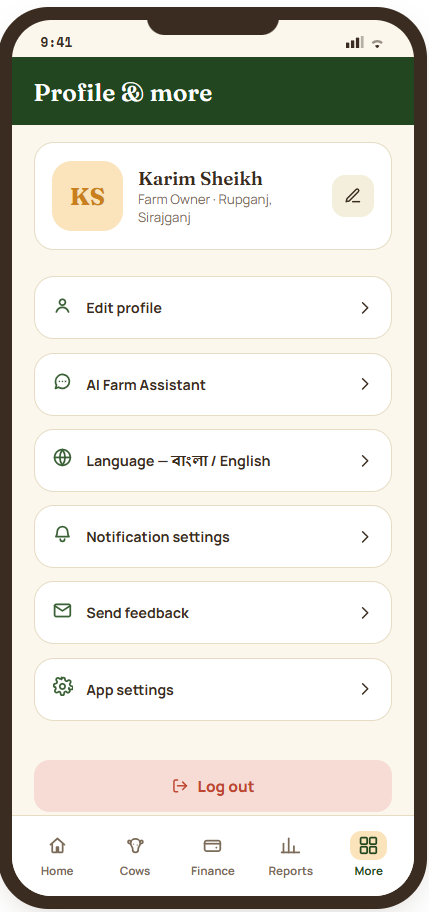 9:41
Profile & more
KS
Karim Sheikh
Farm Owner · Rupganj,
Sirajganj
Edit profile
AI Farm Assistant
Language — বাংলা / English
Notification settings
Send feedback
App settings
Log out
Home
Cows
Finance
Reports
More